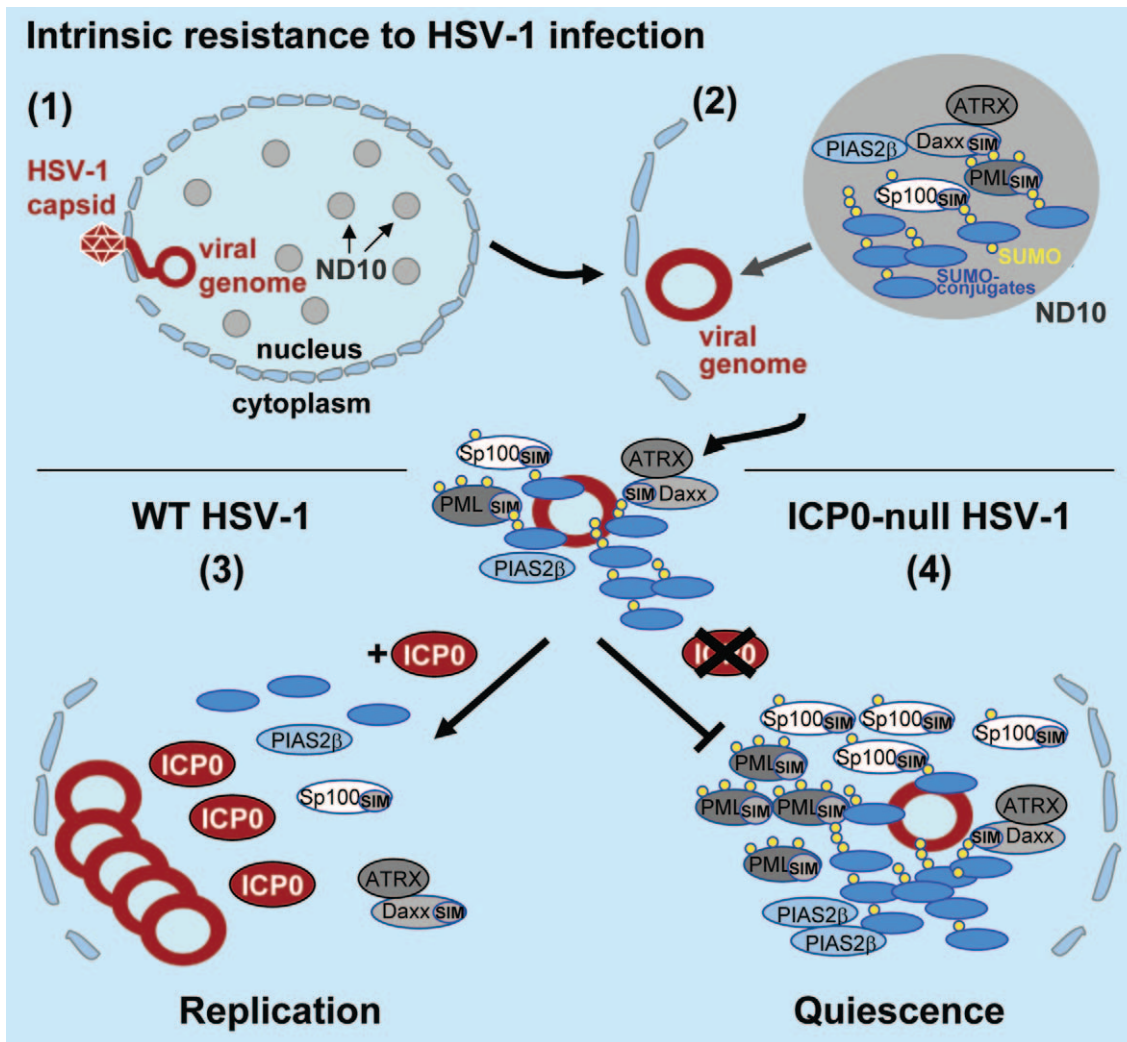 Intrinsic resistance to HSV-1 infection
(1)
HSV-1
capsid
viral
genome
ND10
nucleus
cytoplasm
(2)
ATRX
PIAS2β
Daxx SIM
PML SIM
Sp100 SIM
SUMO
SUMO-
conjugates
ND10
viral
genome
WT HSV-1
(3)
Sp100 SIM
ATRX
PML SIM
SIM Daxx
PIAS2β
ICP0-null HSV-1
(4)
+ ICP0
ICP0
PIAS2β
ICP0
Sp100 SIM
ICP0
ICP0
ATRX
Daxx SIM
Replication
Sp100 SIM
Sp100 SIM
Sp100 SIM
Sp100 SIM
PML SIM
PML SIM
PML SIM
ATRX
SIM Daxx
PML SIM
PIAS2β
PIAS2β
Quiescence